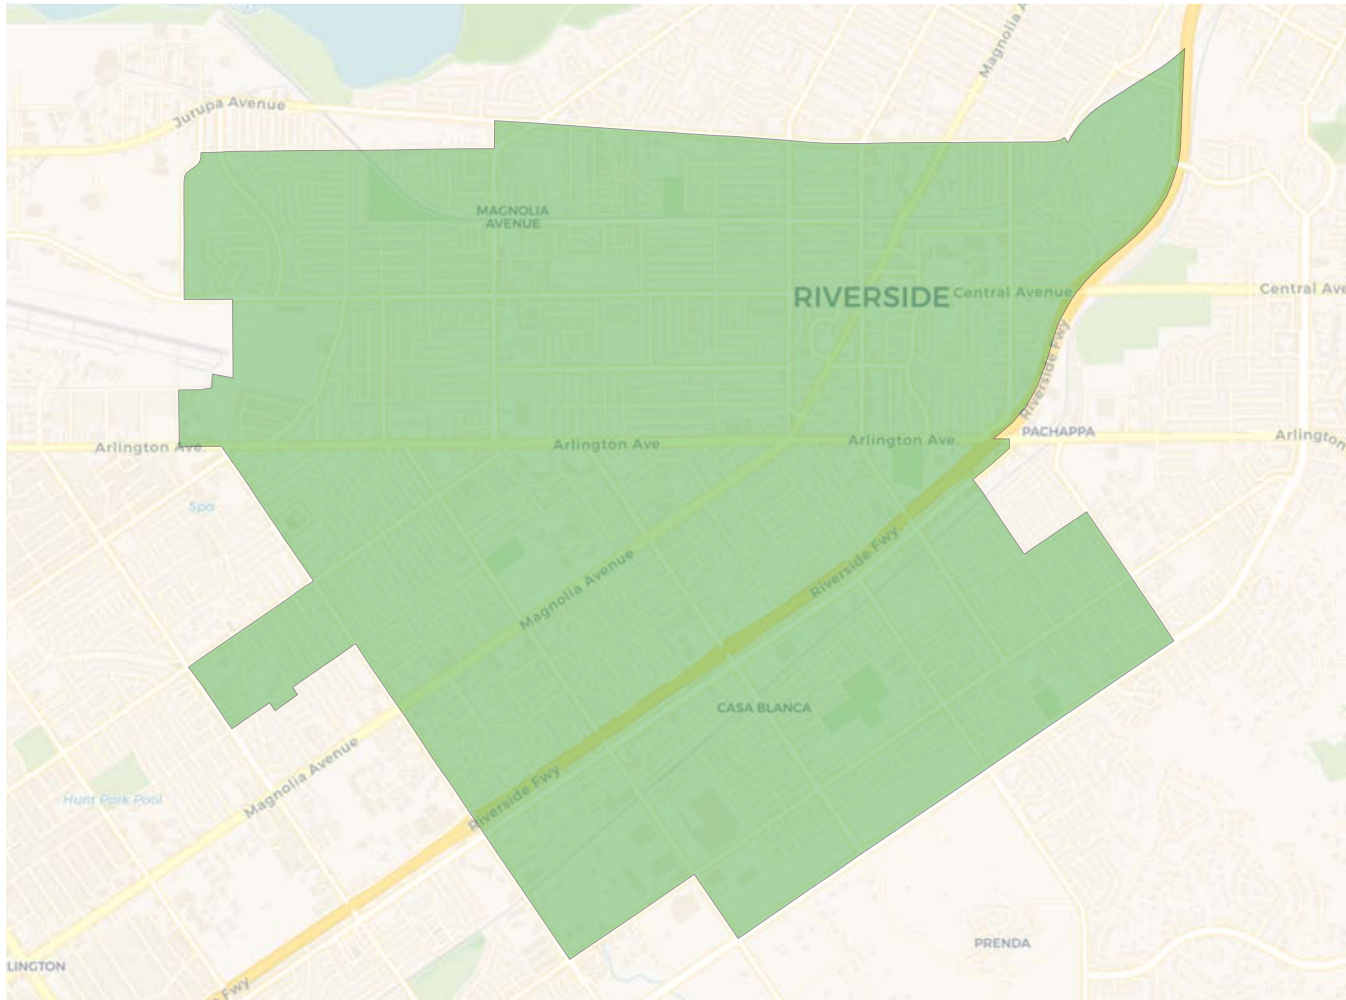 Magnolia A
Jurupa Avenue
MAGNOLIA
AVENUE
RIVERSIDE
Central Avenue
Central Ave
Riverside Fwy
Arlington Ave.
Arlington Ave.
Arlington Ave.
PACHAPPA
Arlington
Spa
Magnolia Avenue
Riverside Fwy
CASA BLANCA
Magnolia Avenue
Riverside Fwy
Hunt Park Pool
LINGTON
PRENDA
Fwy